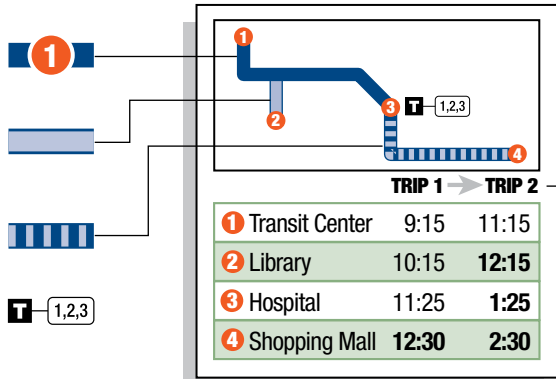 1
1
2
3 T 1,2,3
4
TRIP 1 TRIP 2
1 Transit Center 9:15 11:15
2 Library 10:15 12:15
3 Hospital 11:25 1:25
4 Shopping Mall 12:30 2:30
T 1,2,3